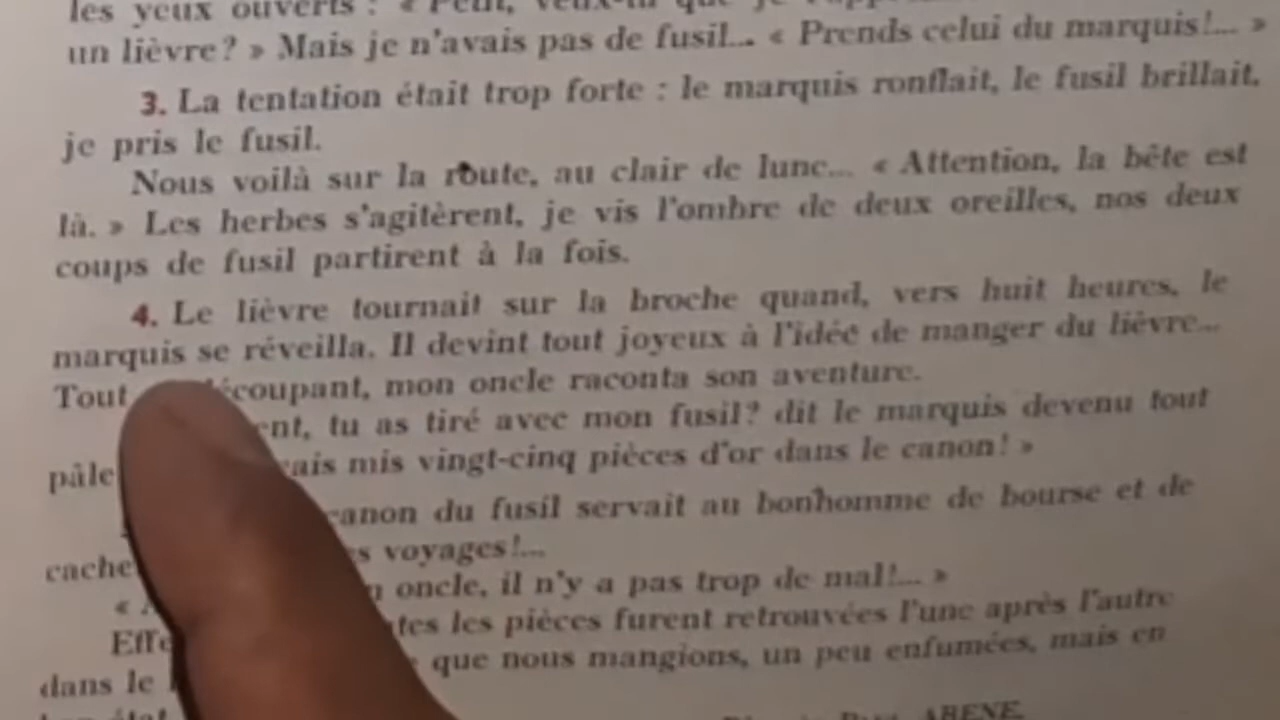 les yeux ouverts : « Petit, veux-tu que je
un lièvre? » Mais je n'avais pas de fusil... « Prends celui du marquis!... »
3. La tentation était trop forte : le marquis ronflait, le fusil brillait,
je pris le fusil.
Nous voilà sur la route, au clair de lune... « Attention, la bête est
là. » Les herbes s'agitèrent, je vis l'ombre de deux oreilles, nos deux
coups de fusil partirent à la fois.
4. Le lièvre tournait sur la broche quand, vers huit heures, le
marquis se réveilla. Il devint tout joyeux à l'idée de manger du lièvre...
Tout découpant, mon oncle raconta son aventure.
tu as tiré avec mon fusil? dit le marquis devenu tout
pâle mis vingt-cinq pièces d'or dans le canon! »
canon du fusil servait au bonhomme de bourse et de
voyages!...
oncle, il n'y a pas trop de mal!... »
les pièces furent retrouvées l'une après l'autre
dans le que nous mangions, un peu enfumées, mais en
ARENE